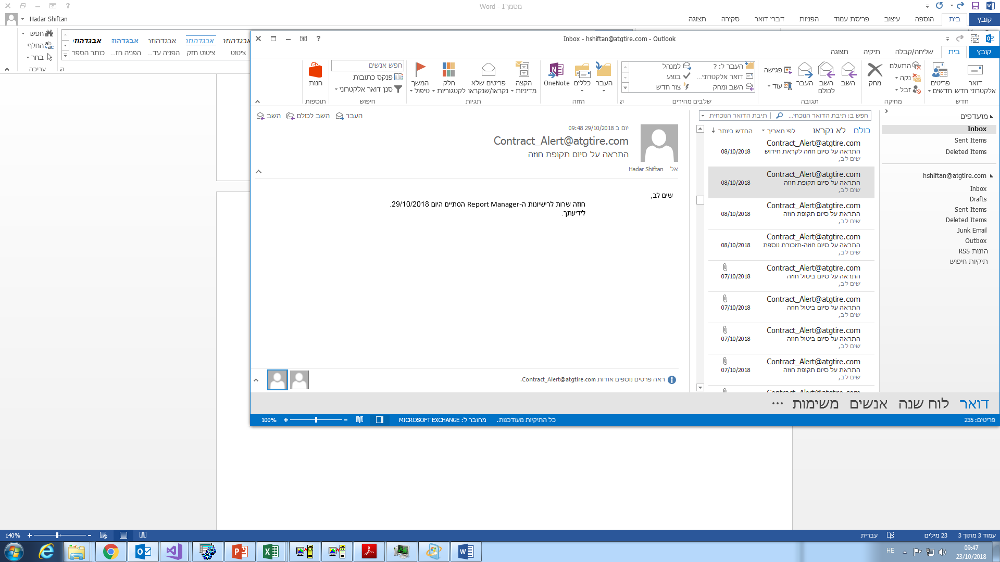 מסמך1 - Word
קובץ
בית
הוספה
עיצוב
פריסת עמוד
הפניות
דברי דואר
סקירה
תצוגה
Hadar Shiftan
חפש
החלף
בחר
עריכה
אבגדהוזר
אבגדהוז
אבגדהוזר
אבגדהוזר
אבגדהוזר
כותר הספר
הפניה חז...
הפניה עד...
ציטוט חזק
ציטוט
Inbox - hshiftan@atgtire.com - Outlook
קובץ
בית
שליחה/קבלה
תיקיה
תצוגה
דואר
אלקטרוני חדש
פריטים
חדשים
חדש
התעלם
נקה
זבל
מחק
מחיקה
השב
השב
לכולם
העבר
פגישה
עוד
תגובה
העבר ל: ?
דואר אלקטרוני...
השב ומחק
למנהל
בוצע
צור חדש
שלבים מהירים
העבר
כללים
OneNote
הזזה
הקצה
מדיניות
פריטים שלא
נקראו/שנקראו
חלק
לקטגוריות
המשך
טיפול
תגיות
חפש אנשים
פנקס כתובות
סנן דואר אלקטרוני
חיפוש
חנות
תוספות
מועדפים
Inbox
Sent Items
Deleted Items
hshiftan@atgtire.com
Inbox
Drafts
Sent Items
Deleted Items
Junk Email
Outbox
הזנות RSS
תיקיות חיפוש
חפש ב: תיבת הדואר הנוכחי...
תיבת הדואר הנוכחית
כולם
לא נקראו
לפי תאריך
החדש ביותר
Contract_Alert@atgtire.com
התראה על סיום חוזה לקראת חידוש
08/10/2018
שים לב,
Contract_Alert@atgtire.com
התראה על סיום תקופת חוזה
08/10/2018
שים לב,
Contract_Alert@atgtire.com
התראת על סיום תקופת חוזה
08/10/2018
שים לב,
Contract_Alert@atgtire.com
התראה על סיום חוזה-תזכורת נוספת
08/10/2018
שים לב,
Contract_Alert@atgtire.com
התראה על סיום ביטול חוזה
07/10/2018
שים לב,
Contract_Alert@atgtire.com
התראה על סיום ביטול חוזה
07/10/2018
שים לב,
Contract_Alert@atgtire.com
התראה על סיום ביטול חוזה
07/10/2018
שים לב,
Contract_Alert@atgtire.com
התראת על סיום תקופת חוזה
07/10/2018
שים לב,
העבר
השב לכולם
השב
יום ב 29/10/2018 09:48
Contract_Alert@atgtire.com
התראה על סיום תקופת חוזה
אל Hadar Shiftan
שים לב,
חוזה שרות לרישיונות ה-Report Manager הסתיים היום 29/10/2018.
לידיעתך.
ראה פרטים נוספים אודות Contract_Alert@atgtire.com.
דואר
לוח שנה
אנשים
משימות
פריטים: 235
כל התיקיות מעודכנות.
מחובר ל: MICROSOFT EXCHANGE
100%
עמוד 3 מתוך 3
23 מילים
עברית
140%
HE
09:47
23/10/2018